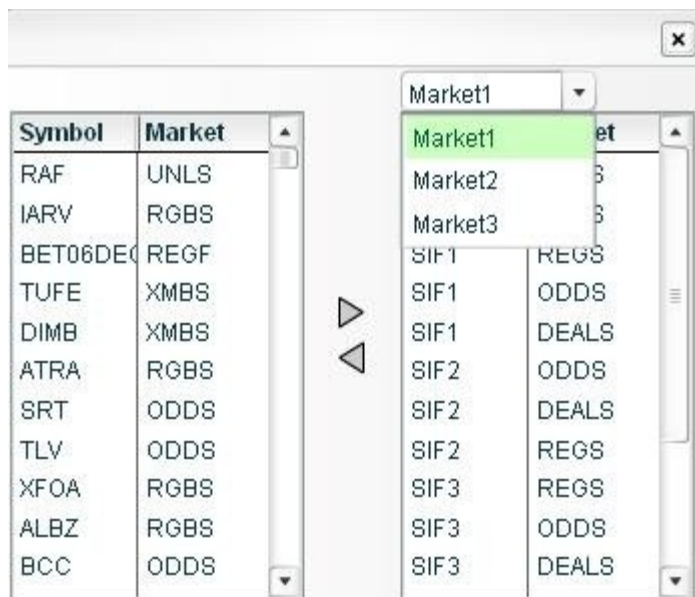 Market1
Symbol Market
et
Market1
Market2
Market3
RAF UNLS
IARV RGBS
BET06DE REGF
TUFE XMBS
DIMB XMBS
ATRA RGBS
SRT ODDS
TLV ODDS
XFOA RGBS
ALBZ RGBS
BCC ODDS
S
S
SIF1 REGS
SIF1 ODDS
SIF1 DEALS
SIF2 ODDS
SIF2 DEALS
SIF2 REGS
SIF3 REGS
SIF3 ODDS
SIF3 DEALS